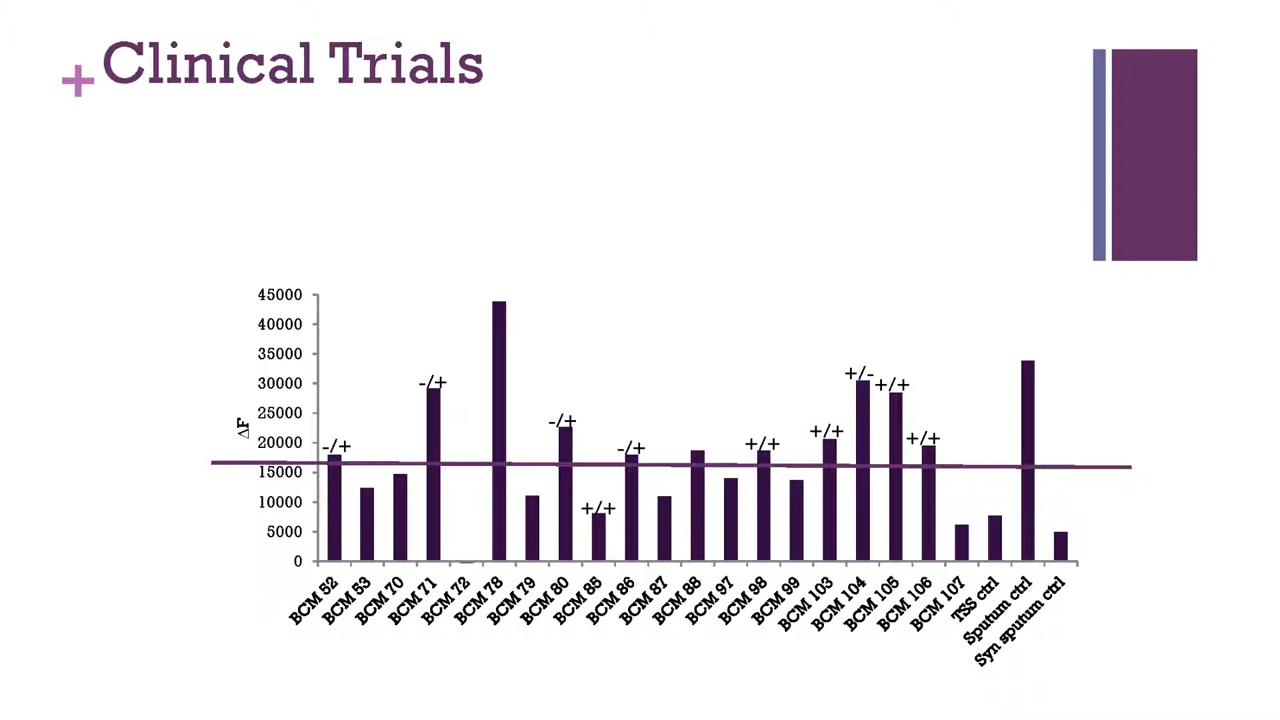 + Clinical Trials
45000
40000
35000
30000
25000
20000
15000
10000
5000
0
ΔF
-/+
-/+
-/+
+/+
-/+
+/+
+/+
+/-
+/+
+/+
BCM 52
BCM 53
BCM 70
BCM 71
BCM 72
BCM 78
BCM 79
BCM 80
BCM 85
BCM 86
BCM 87
BCM 88
BCM 97
BCM 98
BCM 99
BCM 103
BCM 104
BCM 105
BCM 106
BCM 107
TSS ctrl
Sputum ctrl
Syn sputum ctrl